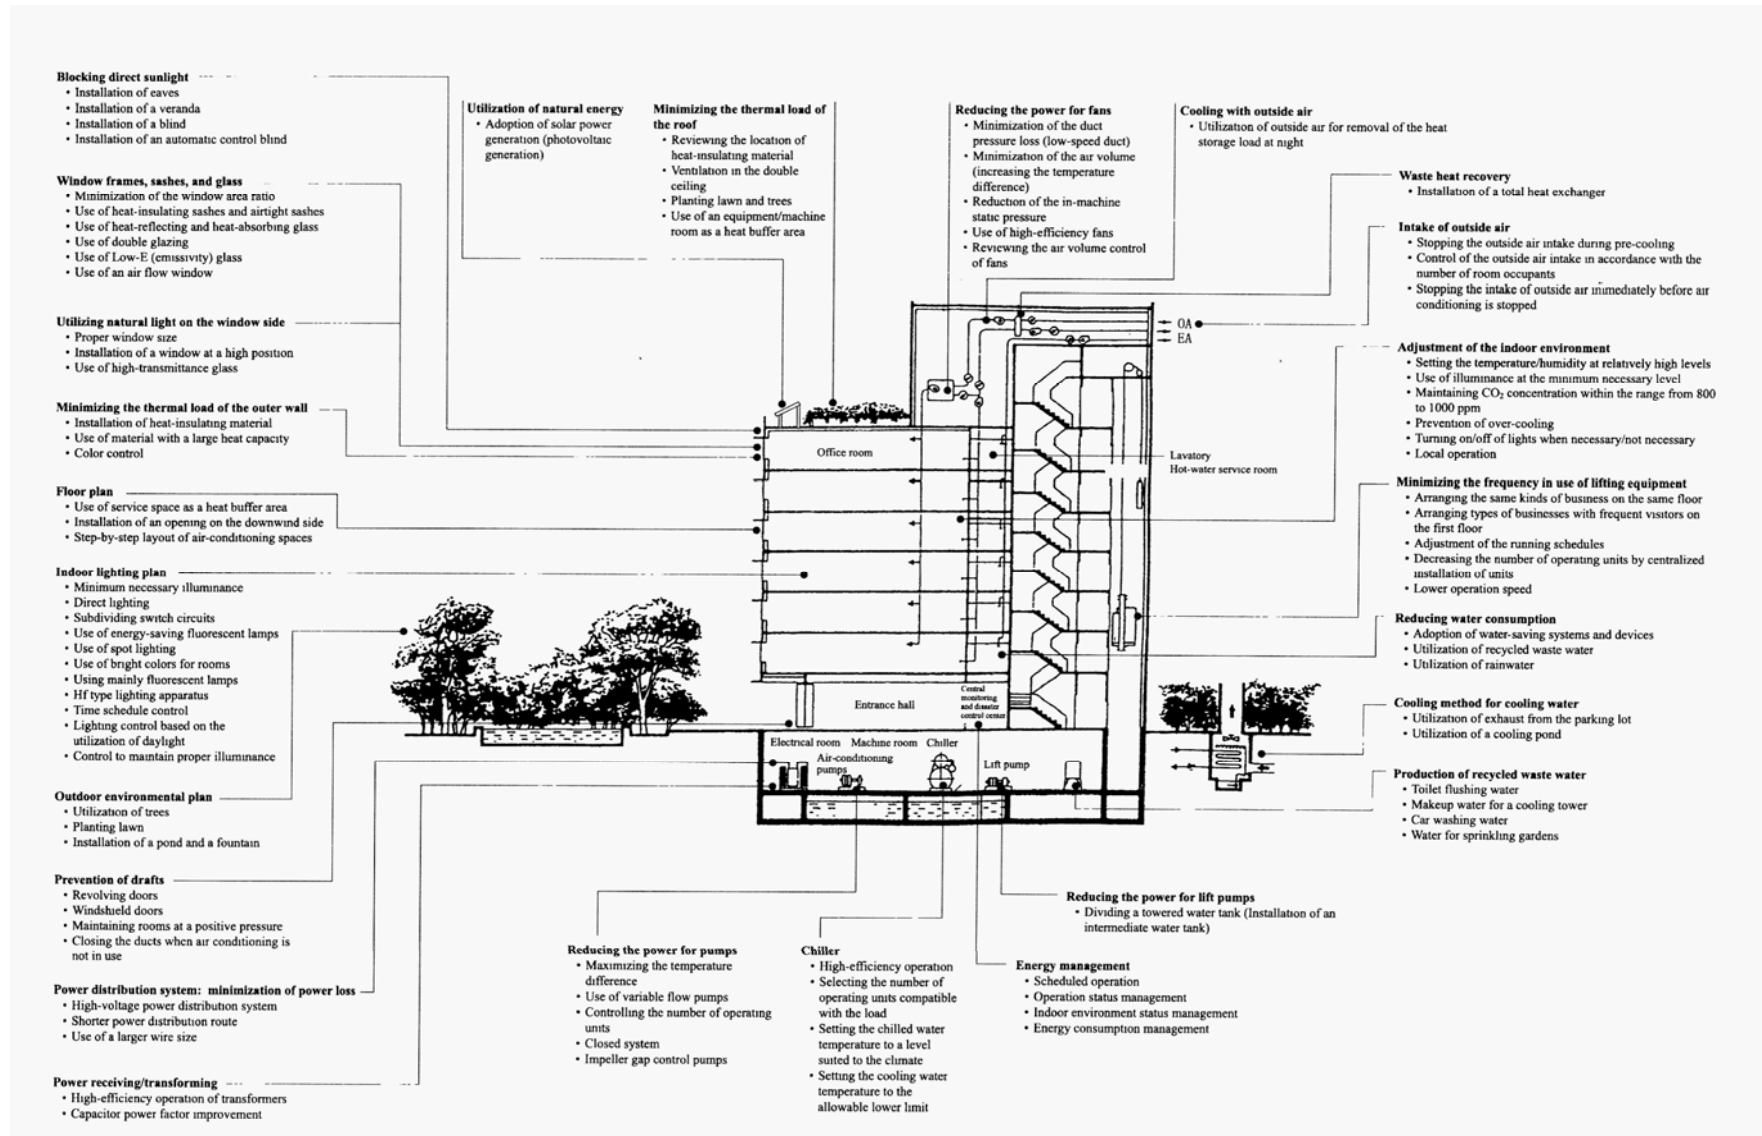 Blocking direct sunlight
• Installation of eaves
• Installation of a veranda
• Installation of a blind
• Installation of an automatic control blind
Window frames, sashes, and glass
• Minimization of the window area ratio
• Use of heat-insulating sashes and airtight sashes
• Use of heat-reflecting and heat-absorbing glass
• Use of double glazing
• Use of Low-E (emissivity) glass
• Use of an air flow window
Utilizing natural light on the window side
• Proper window size
• Installation of a window at a high position
• Use of high-transmittance glass
Minimizing the thermal load of the outer wall
• Installation of heat-insulating material
• Use of material with a large heat capacity
• Color control
Floor plan
• Use of service space as a heat buffer area
• Installation of an opening on the downwind side
• Step-by-step layout of air-conditioning spaces
Indoor lighting plan
• Minimum necessary illuminance
• Direct lighting
• Subdividing switch circuits
• Use of energy-saving fluorescent lamps
• Use of spot lighting
• Use of bright colors for rooms
• Using mainly fluorescent lamps
• Hf type lighting apparatus
• Time schedule control
• Lighting control based on the
utilization of daylight
• Control to maintain proper illuminance
Outdoor environmental plan
• Utilization of trees
• Planting lawn
• Installation of a pond and a fountain
Prevention of drafts
• Revolving doors
• Windshield doors
• Maintaining rooms at a positive pressure
• Closing the ducts when air conditioning is
not in use
Power distribution system: minimization of power loss
• High-voltage power distribution system
• Shorter power distribution route
• Use of a larger wire size
Power receiving/transforming
• High-efficiency operation of transformers
• Capacitor power factor improvement
Utilization of natural energy
• Adoption of solar power
generation (photovoltaic
generation)
Minimizing the thermal load of
the roof
• Reviewing the location of
heat-insulating material
• Ventilation in the double
ceiling
• Planting lawn and trees
• Use of an equipment/machine
room as a heat buffer area
Reducing the power for fans
• Minimization of the duct
pressure loss (low-speed duct)
• Minimization of the air volume
(increasing the temperature
difference)
• Reduction of the in-machine
static pressure
• Use of high-efficiency fans
• Reviewing the air volume control
of fans
Cooling with outside air
• Utilization of outside air for removal of the heat
storage load at night
Waste heat recovery
• Installation of a total heat exchanger
Intake of outside air
• Stopping the outside air intake during pre-cooling
• Control of the outside air intake in accordance with the
number of room occupants
• Stopping the intake of outside air immediately before air
conditioning is stopped
OA
EA
Adjustment of the indoor environment
• Setting the temperature/humidity at relatively high levels
• Use of illuminance at the minimum necessary level
• Maintaining CO₂ concentration within the range from 800
to 1000 ppm
• Prevention of over-cooling
• Turning on/off of lights when necessary/not necessary
• Local operation
Office room
Lavatory
Hot-water service room
Minimizing the frequency in use of lifting equipment
• Arranging the same kinds of business on the same floor
• Arranging types of businesses with frequent visitors on
the first floor
• Adjustment of the running schedules
• Decreasing the number of operating units by centralized
installation of units
• Lower operation speed
Reducing water consumption
• Adoption of water-saving systems and devices
• Utilization of recycled waste water
• Utilization of rainwater
Cooling method for cooling water
• Utilization of exhaust from the parking lot
• Utilization of a cooling pond
Production of recycled waste water
• Toilet flushing water
• Makeup water for a cooling tower
• Car washing water
• Water for sprinkling gardens
Entrance hall
Central
monitoring
and disaster
control center
Electrical room Machine room Chiller
Air-conditioning
pumps
Lift pump
Reducing the power for pumps
• Maximizing the temperature
difference
• Use of variable flow pumps
• Controlling the number of operating
units
• Closed system
• Impeller gap control pumps
Chiller
• High-efficiency operation
• Selecting the number of
operating units compatible
with the load
• Setting the chilled water
temperature to a level
suited to the climate
• Setting the cooling water
temperature to the
allowable lower limit
Reducing the power for lift pumps
• Dividing a towered water tank (Installation of an
intermediate water tank)
Energy management
• Scheduled operation
• Operation status management
• Indoor environment status management
• Energy consumption management